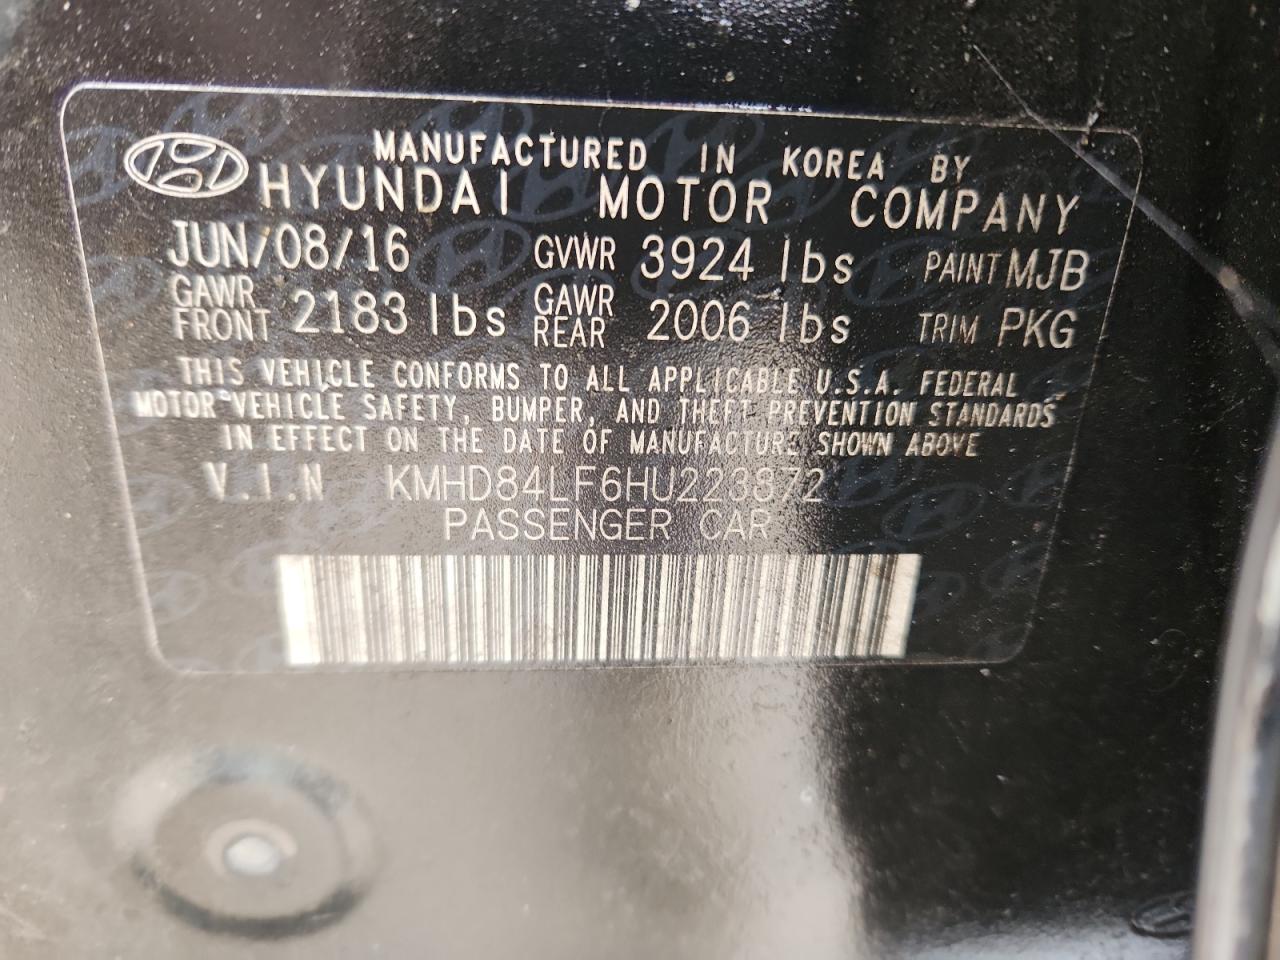 MANUFACTURED IN KOREA BY
HYUNDAI MOTOR COMPANY
JUN/08/16 GVWR 3924 lbs PAINT MJB
GAWR FRONT 2183 lbs GAWR REAR 2006 lbs TRIM PKG
THIS VEHICLE CONFORMS TO ALL APPLICABLE U.S.A. FEDERAL
MOTOR VEHICLE SAFETY, BUMPER, AND THEFT PREVENTION STANDARDS
IN EFFECT ON THE DATE OF MANUFACTURE SHOWN ABOVE
V.I.N KMHD84LF6HU223872
PASSENGER CAR